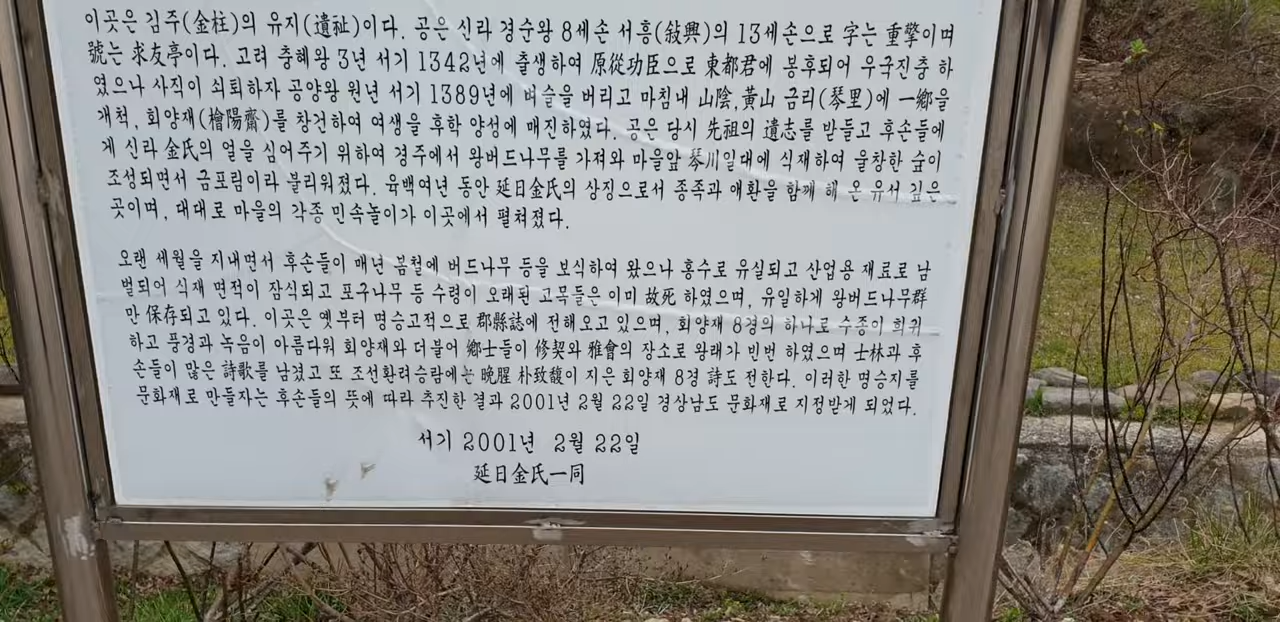 이곳은 김주(金柱)의 유지(遺祉)이다. 공은 신라 경순왕 8세손 서흥(敍興)의 13세손으로 字는 重擎이며
號는 求友亭이다. 고려 충혜왕 3년 서기 1342년에 출생하여 原從功臣으로 東都君에 봉후되어 우국진충 하
였으나 사직이 쇠퇴하자 공양왕 원년 서기 1389년에 벼슬을 버리고 마침내 山陰,黃山 금리(琴里)에 一鄕을
개척, 회양재(檜陽齋)를 창건하여 여생을 후학 양성에 매진하였다. 공은 당시 先祖의 遺志를 받들고 후손들에
게 신라 金氏의 얼을 심어주기 위하여 경주에서 왕버드나무를 가져와 마을앞 琴川일대에 식재하여 울창한 숲이
조성되면서 금포림이라 불리워졌다. 육백여년 동안 延日金氏의 상징으로서 종족과 애환을 함께 해 온 유서 깊은
곳이며, 대대로 마을의 각종 민속놀이가 이곳에서 펼쳐졌다.
오랜 세월을 지내면서 후손들이 매년 봄철에 버드나무 등을 보식하여 왔으나 홍수로 유실되고 산업용 재료로 남
벌되어 식재 면적이 잠식되고 포구나무 등 수령이 오래된 고목들은 이미 故死 하였으며, 유일하게 왕버드나무群
만 保存되고 있다. 이곳은 옛부터 명승고적으로 郡縣誌에 전해오고 있으며, 회양재 8경의 하나로 수종이 희귀
하고 풍경과 녹음이 아름다워 회양재와 더불어 鄕士들이 修契와 雅會의 장소로 왕래가 빈번 하였으며 士林과 후
손들이 많은 詩歌를 남겼고 또 조선환려승람에는 晩腥 朴致馥이 지은 회양재 8경 詩도 전한다. 이러한 명승지를
문화재로 만들자는 후손들의 뜻에 따라 추진한 결과 2001년 2월 22일 경상남도 문화재로 지정받게 되었다.
서기 2001년 2월 22일
延日金氏一同